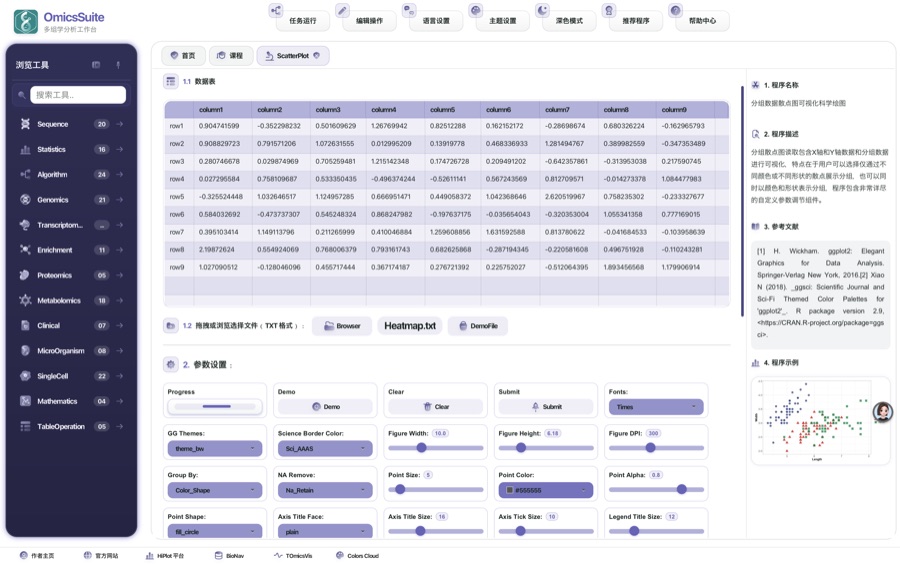 OmicsSuite
多组学分析工作台
任务运行
编辑操作
语言设置
主题设置
深色模式
推荐程序
帮助中心
浏览工具
搜索工具..
Sequence 20
Statistics 16
Algorithm 24
Genomics 21
Transcriptom... ...
Enrichment 11
Proteomics 05
Metabolomics 18
Clinical 07
MicroOrganism 08
SingleCell 22
Mathematics 04
TableOperation 05
首页
课程
ScatterPlot
1.1 数据表
column1 column2 column3 column4 column5 column6 column7 column8 column9
row1 0.904741599 -0.352298232 0.501609629 1.26769942 0.82512288 0.162152172 -0.28698674 0.680326224 -0.162965793
row2 0.908829723 0.791571206 1.072631555 0.012995209 0.13919778 0.468336933 1.281494767 0.389982559 -0.347353489
row3 0.280746678 0.029874969 0.705259481 1.215142348 0.174726728 0.209491202 -0.642357861 -0.313953038 0.217590745
row4 0.027295584 0.758109687 0.533350435 -0.496374244 -0.52611141 0.567243569 0.812709571 -0.014273378 1.084477983
row5 -0.325524448 1.032646517 1.124957285 0.666951471 0.449058372 1.042368646 2.620519967 0.758235302 -0.233327677
row6 0.584032692 -0.473737307 0.545248324 0.868247982 -0.197637175 -0.035654043 -0.320353004 1.055341358 0.777169015
row7 0.395103414 1.149113796 0.211265999 0.410046884 1.259608856 1.631592588 0.813780622 -0.041684533 -0.103958639
row8 2.19872624 0.554924069 0.768006379 0.793161743 0.682625868 -0.287194345 -0.220581608 0.496751928 -0.110243281
row9 1.027090512 -0.128046096 0.455717444 0.367174187 0.276721392 0.225752027 -0.512064395 1.893456568 1.179906914
1.2 拖拽或浏览选择文件（TXT 格式）：
Browser
Heatmap.txt
DemoFile
2. 参数设置：
Progress
Demo
Demo
Clear
Clear
Submit
Submit
Fonts:
Times
GG Themes:
theme_bw
Science Border Color:
Sci_AAAS
Figure Width: 10.0
Figure Height: 6.18
Figure DPI: 300
Group By:
Color_Shape
NA Remove:
Na_Retain
Point Size: 5
Point Color:
#555555
Point Alpha: 0.8
Point Shape:
fill_circle
Axis Title Face:
plain
Axis Title Size: 16
Axis Tick Size: 10
Legend Title Size: 12
1. 程序名称
分组数据散点图可视化科学绘图
2. 程序描述
分组散点图读取包含X轴和Y轴数据和分组数据
进行可视化，特点在于用户可以选择仅通过不
同颜色或不同形状的散点展示分组，也可以同
时以颜色和形状表示分组，程序包含非常详尽
的自定义参数调节组件。
3. 参考文献
[1] H. Wickham. ggplot2: Elegant
Graphics for Data Analysis.
Springer-Verlag New York, 2016.[2] Xiao
N (2018). _ggsci: Scientific Journal and
Sci-Fi Themed Color Palettes for
'ggplot2'_. R package version 2.9,
<https://CRAN.R-project.org/package=ggs
ci>.
4. 程序示例
Length
作者主页
官方网站
HiPlot 平台
BioNav
TOmicsVis
Colors Cloud